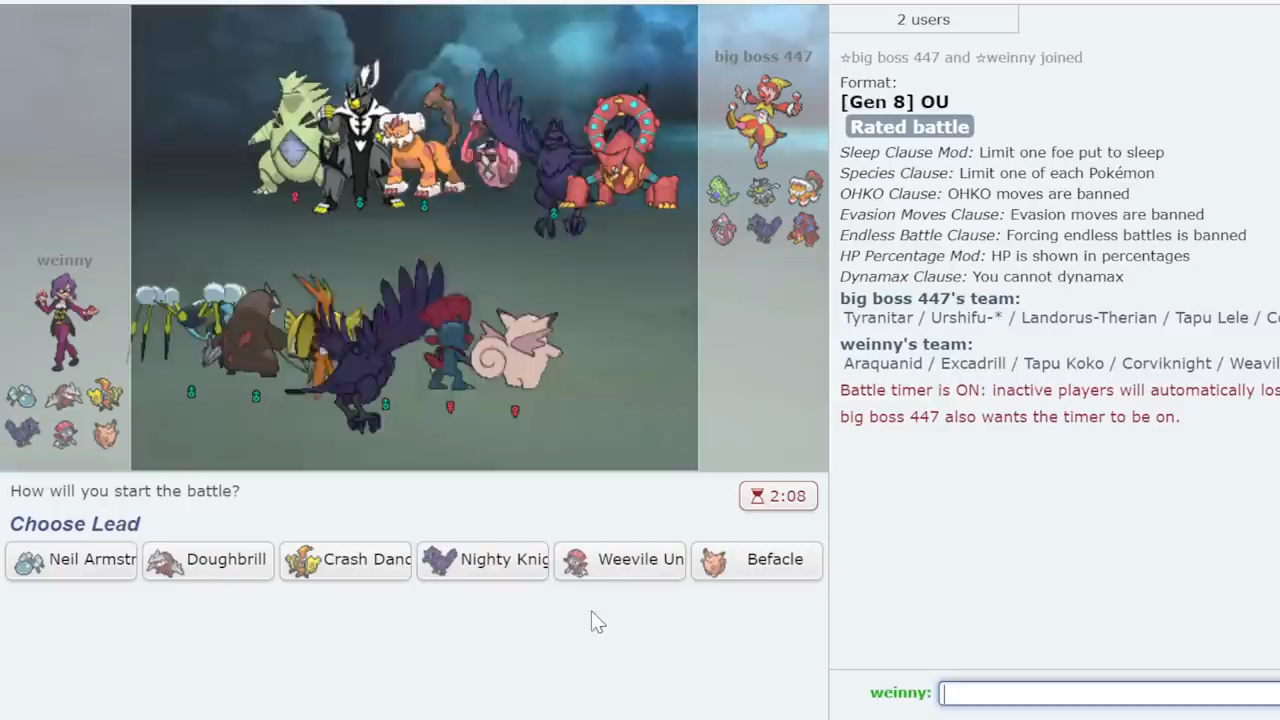 big boss 447
weinny
How will you start the battle?
2:08
Choose Lead
Neil Armstr
Doughbrill
Crash Danc
Nighty Knig
Weevile Un
Befacle
2 users
☆big boss 447 and ☆weinny joined
Format:
[Gen 8] OU
Rated battle
Sleep Clause Mod: Limit one foe put to sleep
Species Clause: Limit one of each Pokémon
OHKO Clause: OHKO moves are banned
Evasion Moves Clause: Evasion moves are banned
Endless Battle Clause: Forcing endless battles is banned
HP Percentage Mod: HP is shown in percentages
Dynamax Clause: You cannot dynamax
big boss 447's team:
Tyranitar / Urshifu-* / Landorus-Therian / Tapu Lele / Co
weinny's team:
Araquanid / Excadrill / Tapu Koko / Corviknight / Weavil
Battle timer is ON: inactive players will automatically los
big boss 447 also wants the timer to be on.
weinny: